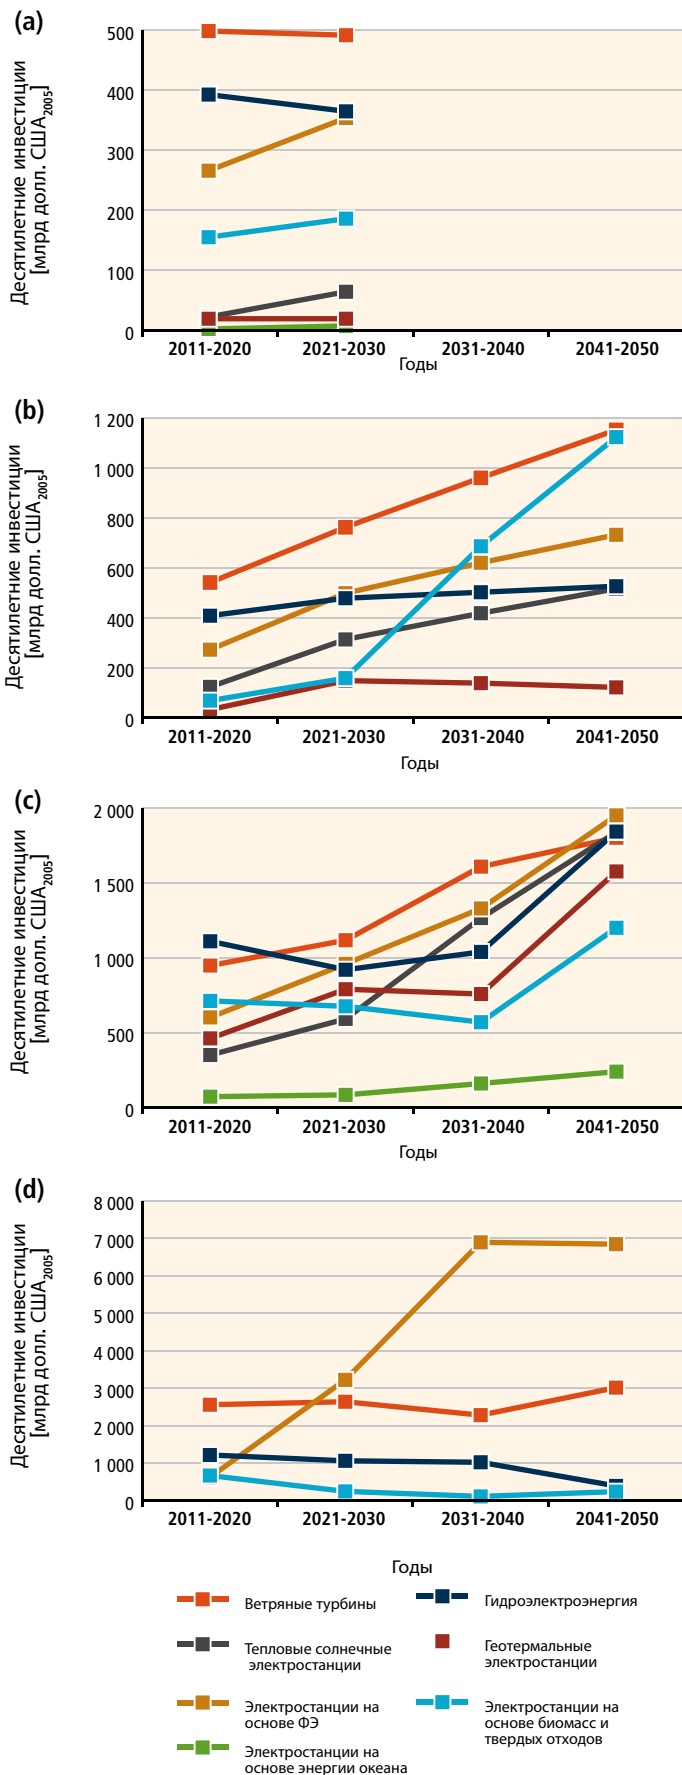 (a)
Десятилетние инвестиции
[млрд долл. США2005]
500
400
300
200
100
0
2011-2020 2021-2030 2031-2040 2041-2050
Годы
(b)
Десятилетние инвестиции
[млрд долл. США2005]
1 200
1 000
800
600
400
200
0
2011-2020 2021-2030 2031-2040 2041-2050
Годы
(c)
Десятилетние инвестиции
[млрд долл. США2005]
2 000
1 500
1 000
500
0
2011-2020 2021-2030 2031-2040 2041-2050
Годы
(d)
Десятилетние инвестиции
[млрд долл. США2005]
8 000
7 000
6 000
5 000
4 000
3 000
2 000
1 000
0
2011-2020 2021-2030 2031-2040 2041-2050
Годы
Ветряные турбины
Гидроэлектроэнергия
Тепловые солнечные
электростанции
Геотермальные
электростанции
Электростанции на
основе ФЭ
Электростанции на
основе биомасс и
твердых отходов
Электростанции на
основе энергии океана